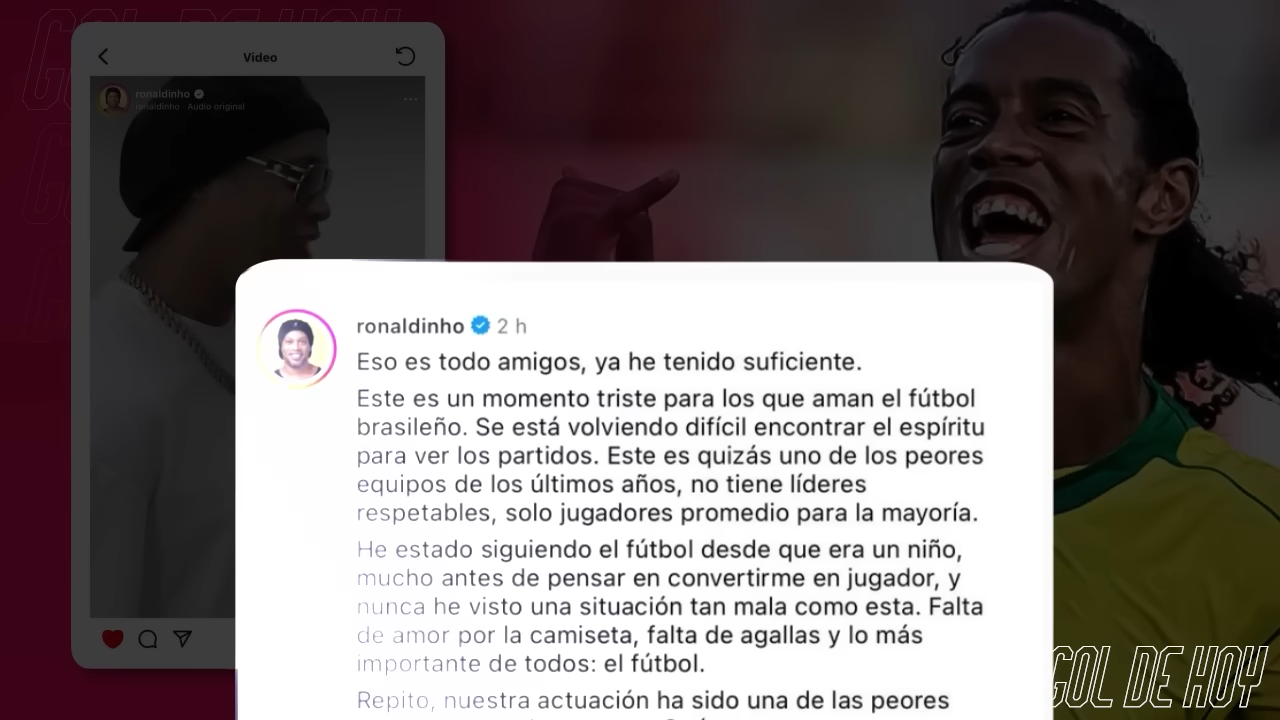 GOL DE HOY
Video
ronaldinho
ronaldinho · Audio original
ronaldinho 2 h
Eso es todo amigos, ya he tenido suficiente.
Este es un momento triste para los que aman el fútbol
brasileño. Se está volviendo difícil encontrar el espíritu
para ver los partidos. Este es quizás uno de los peores
equipos de los últimos años, no tiene líderes
respetables, solo jugadores promedio para la mayoría.
He estado siguiendo el fútbol desde que era un niño,
mucho antes de pensar en convertirme en jugador, y
nunca he visto una situación tan mala como esta. Falta
de amor por la camiseta, falta de agallas y lo más
importante de todos: el fútbol.
Repito, nuestra actuación ha sido una de las peores
GOL DE HOY